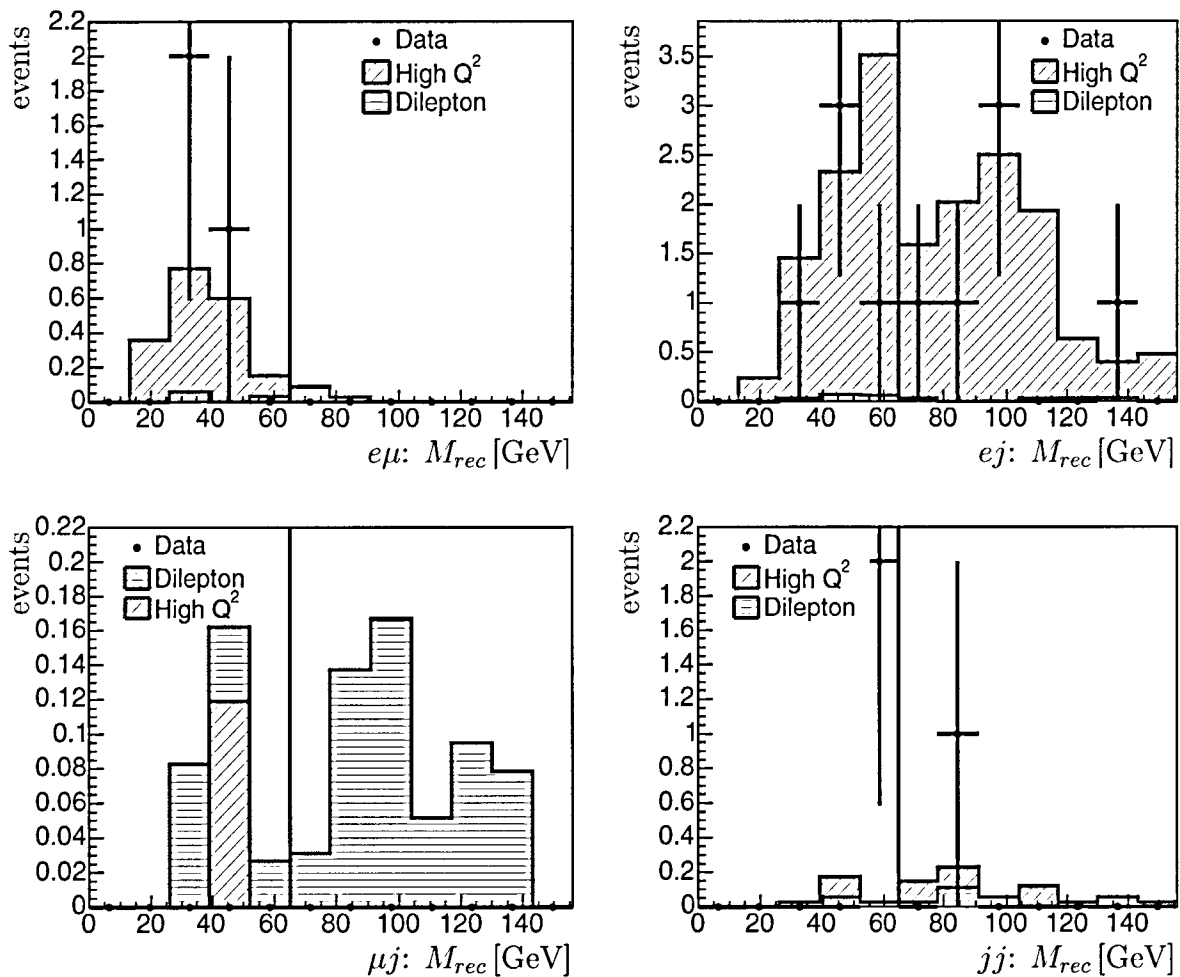 events
2.2
2
1.8
1.6
1.4
1.2
1
0.8
0.6
0.4
0.2
0
Data
High Q²
Dilepton
0 20 40 60 80 100 120 140
eμ: M_rec [GeV]
events
3.5
3
2.5
2
1.5
1
0.5
0
Data
High Q²
Dilepton
0 20 40 60 80 100 120 140
ej: M_rec [GeV]
events
0.22
0.2
0.18
0.16
0.14
0.12
0.1
0.08
0.06
0.04
0.02
0
Data
Dilepton
High Q²
0 20 40 60 80 100 120 140
μj: M_rec [GeV]
events
2.2
2
1.8
1.6
1.4
1.2
1
0.8
0.6
0.4
0.2
0
Data
High Q²
Dilepton
0 20 40 60 80 100 120 140
jj: M_rec [GeV]